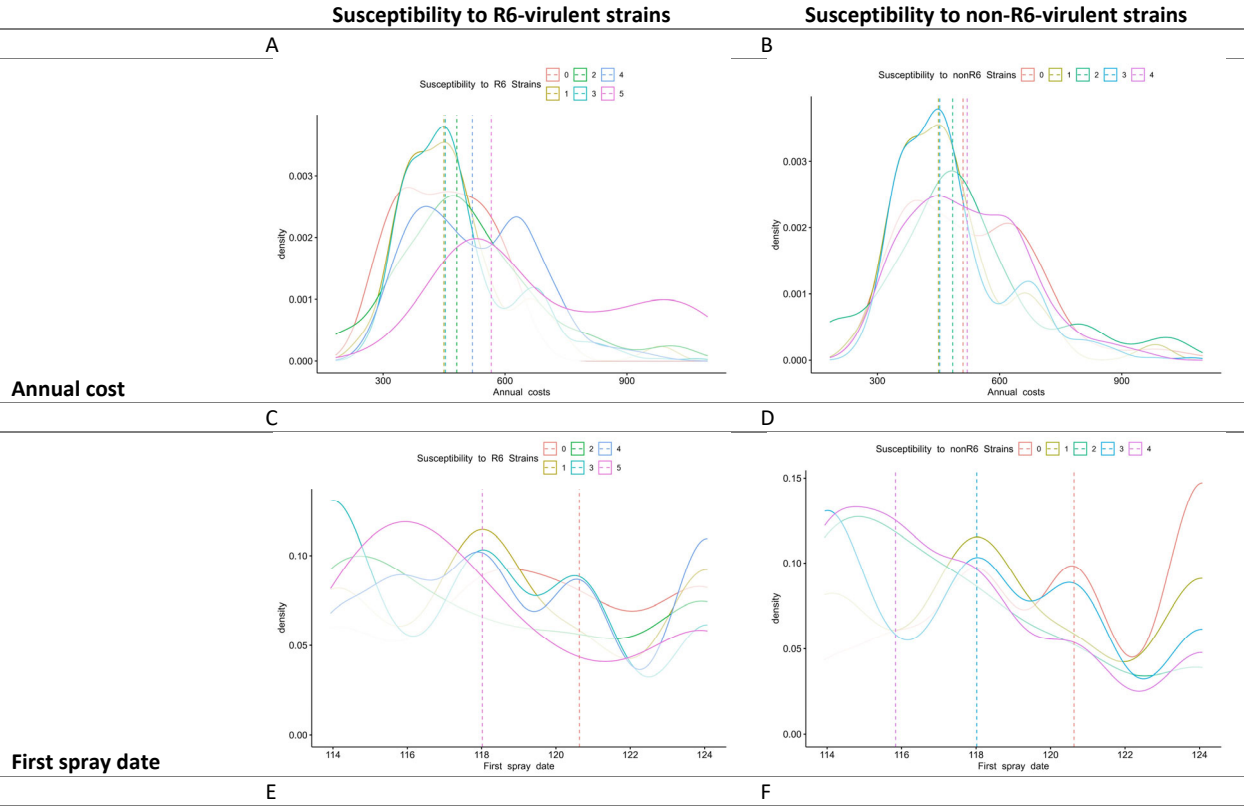 Susceptibility to R6-virulent strains Susceptibility to non-R6-virulent strains
A B
Susceptibility to R6 Strains 0 2 4
1 3 5
Susceptibility to nonR6 Strains 0 1 2 3 4
0.003
0.002
0.001
0.000
density
300 600 900
Annual costs
0.003
0.002
0.001
0.000
density
300 600 900
Annual costs
Annual cost
C D
Susceptibility to R6 Strains 0 2 4
1 3 5
Susceptibility to nonR6 Strains 0 1 2 3 4
0.10
0.05
0.00
density
114 116 118 120 122 124
First spray date
0.15
0.10
0.05
0.00
density
114 116 118 120 122 124
First spray date
First spray date
E F